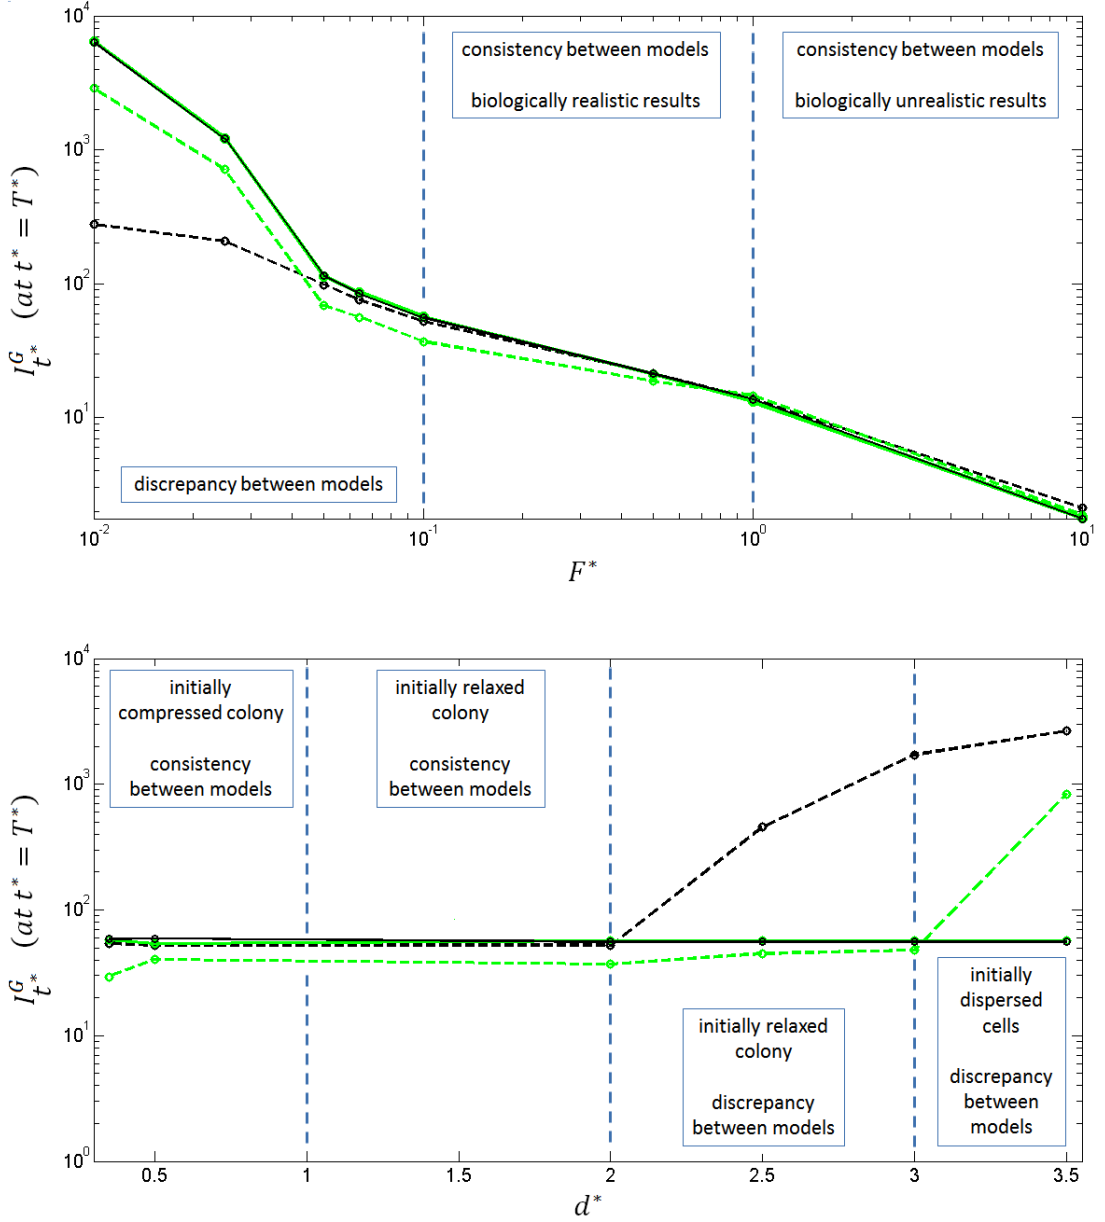 10^4
10^3
10^2
10^1
I^G_{t*} (at t* = T*)
consistency between models
biologically realistic results
consistency between models
biologically unrealistic results
discrepancy between models
10^-2
10^-1
10^0
10^1
F*
10^4
10^3
10^2
10^1
10^0
I^G_{t*} (at t* = T*)
initially
compressed colony
consistency
between models
initially relaxed
colony
consistency
between models
initially relaxed
colony
discrepancy
between models
initially
dispersed
cells
discrepancy
between
models
0.5
1
1.5
2
2.5
3
3.5
d*